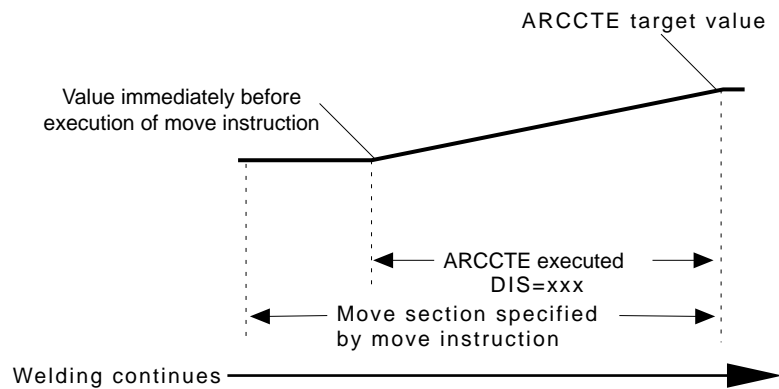 ARCCTE target value
Value immediately before
execution of move instruction
ARCCTE executed
DIS=xxx
Move section specified
by move instruction
Welding continues